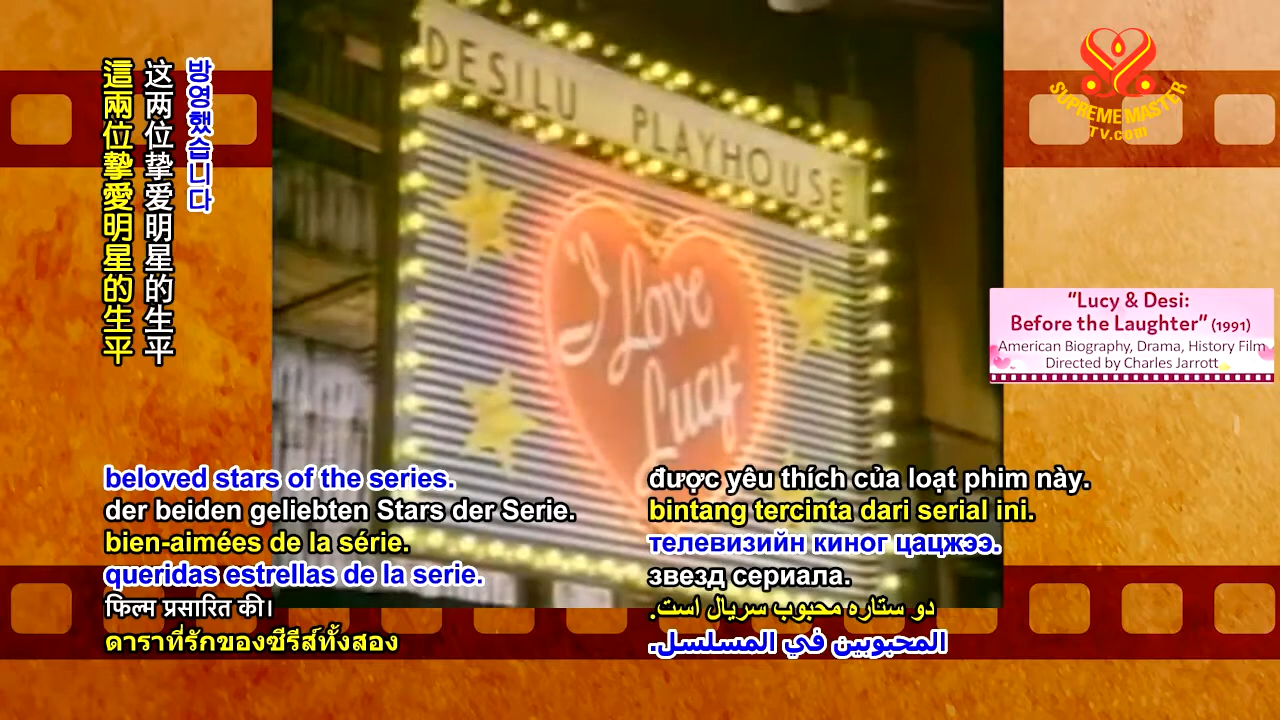 DESILU PLAYHOUSE
I Love
Lucy
SUPREME MASTER
TV.com
"Lucy & Desi:
Before the Laughter" (1991)
American Biography, Drama, History Film
Directed by Charles Jarrott
방영했습니다
这两位挚爱明星的生平
這兩位摯愛明星的生平
beloved stars of the series.
der beiden geliebten Stars der Serie.
bien-aimées de la série.
queridas estrellas de la serie.
फिल्म प्रसारित की।
ดาราที่รักของซีรีส์ทั้งสอง
được yêu thích của loạt phim này.
bintang tercinta dari serial ini.
телевизийн киног цацжээ.
звезд сериала.
دو ستاره محبوب سریال است.
المحبوبين في المسلسل.